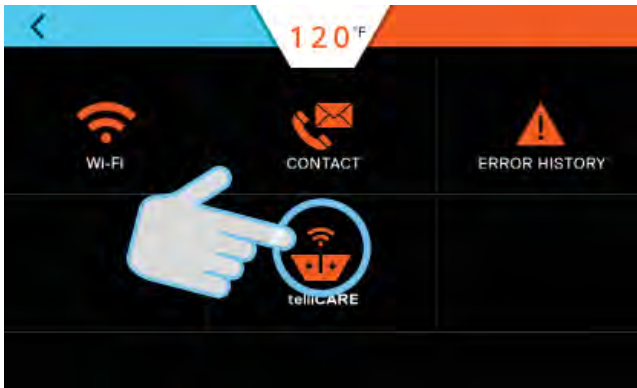 120°F
Wi-Fi
CONTACT
ERROR HISTORY
telliCARE